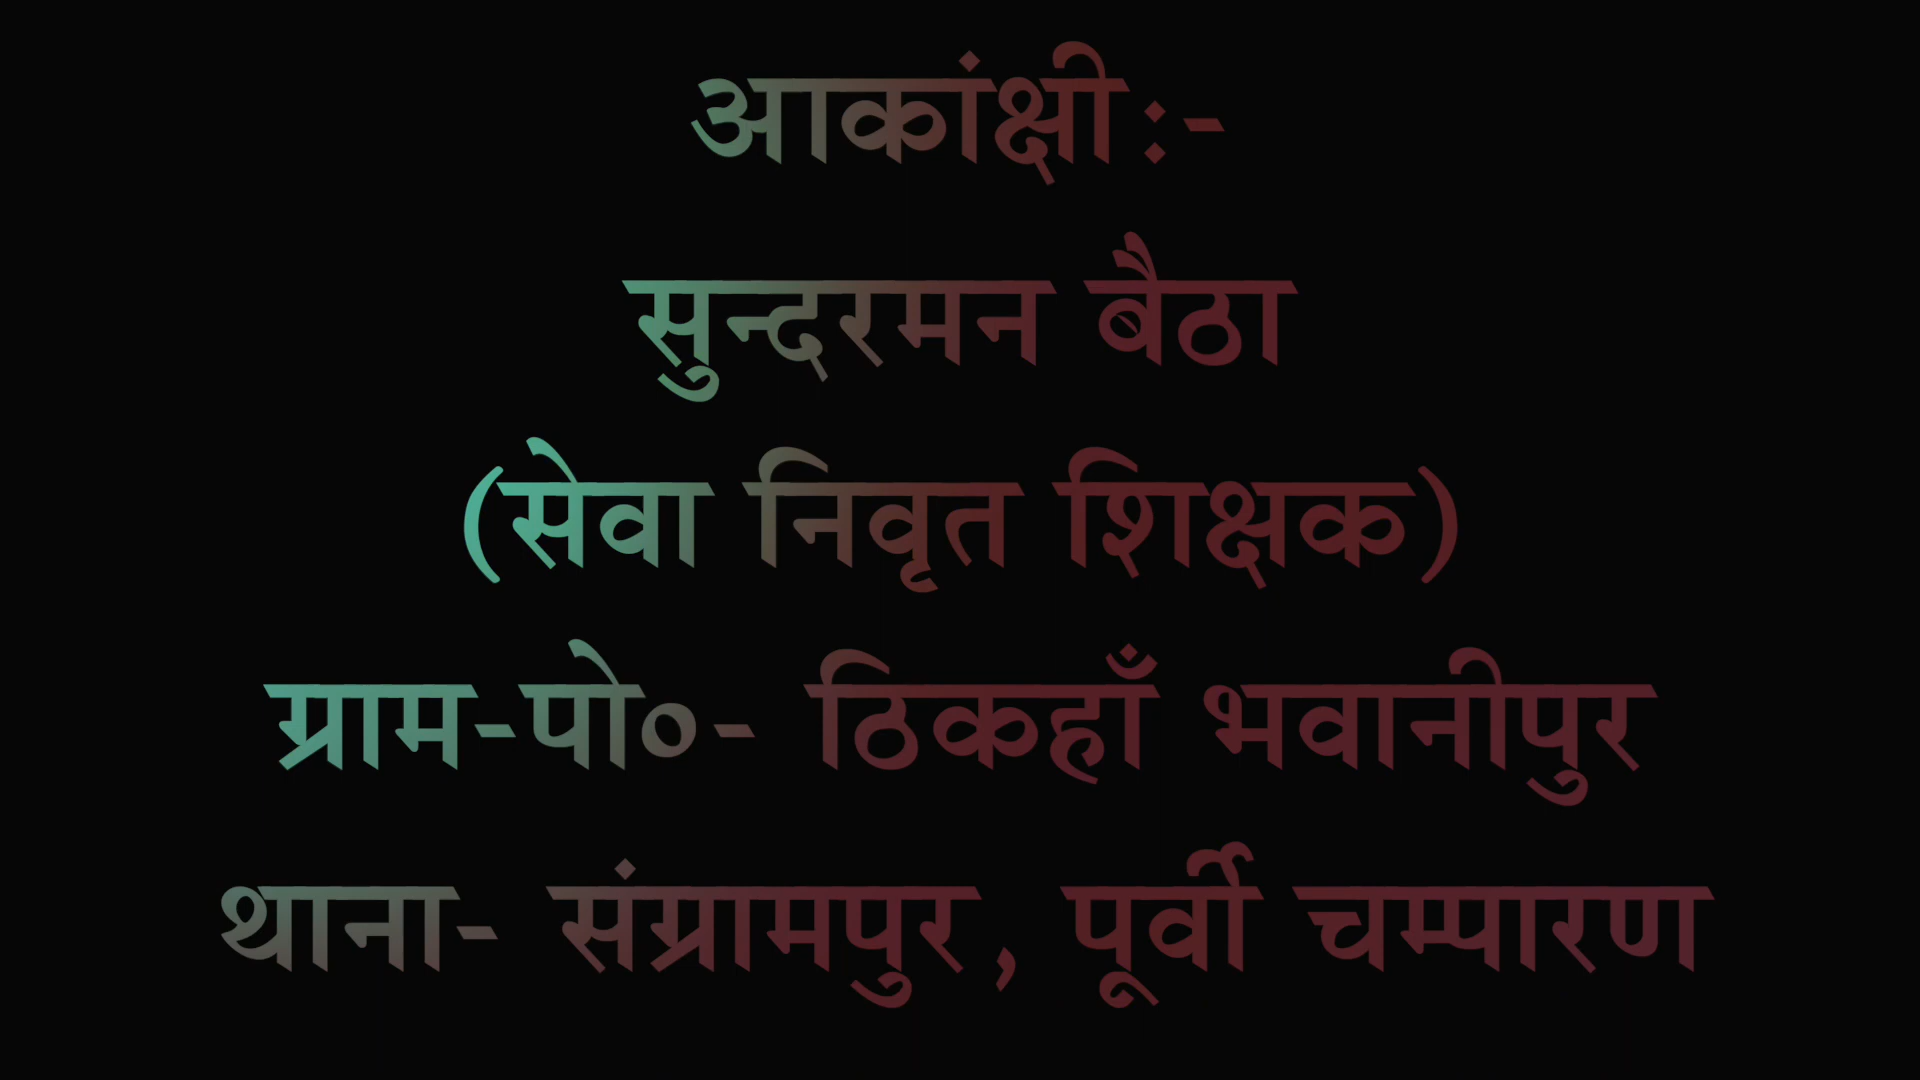 आकांक्षी:-
सुन्दरमन बैठा
(सेवा निवृत शिक्षक)
ग्राम-पो०- ठिकहाँ भवानीपुर
थाना- संग्रामपुर, पूर्वी चम्पारण